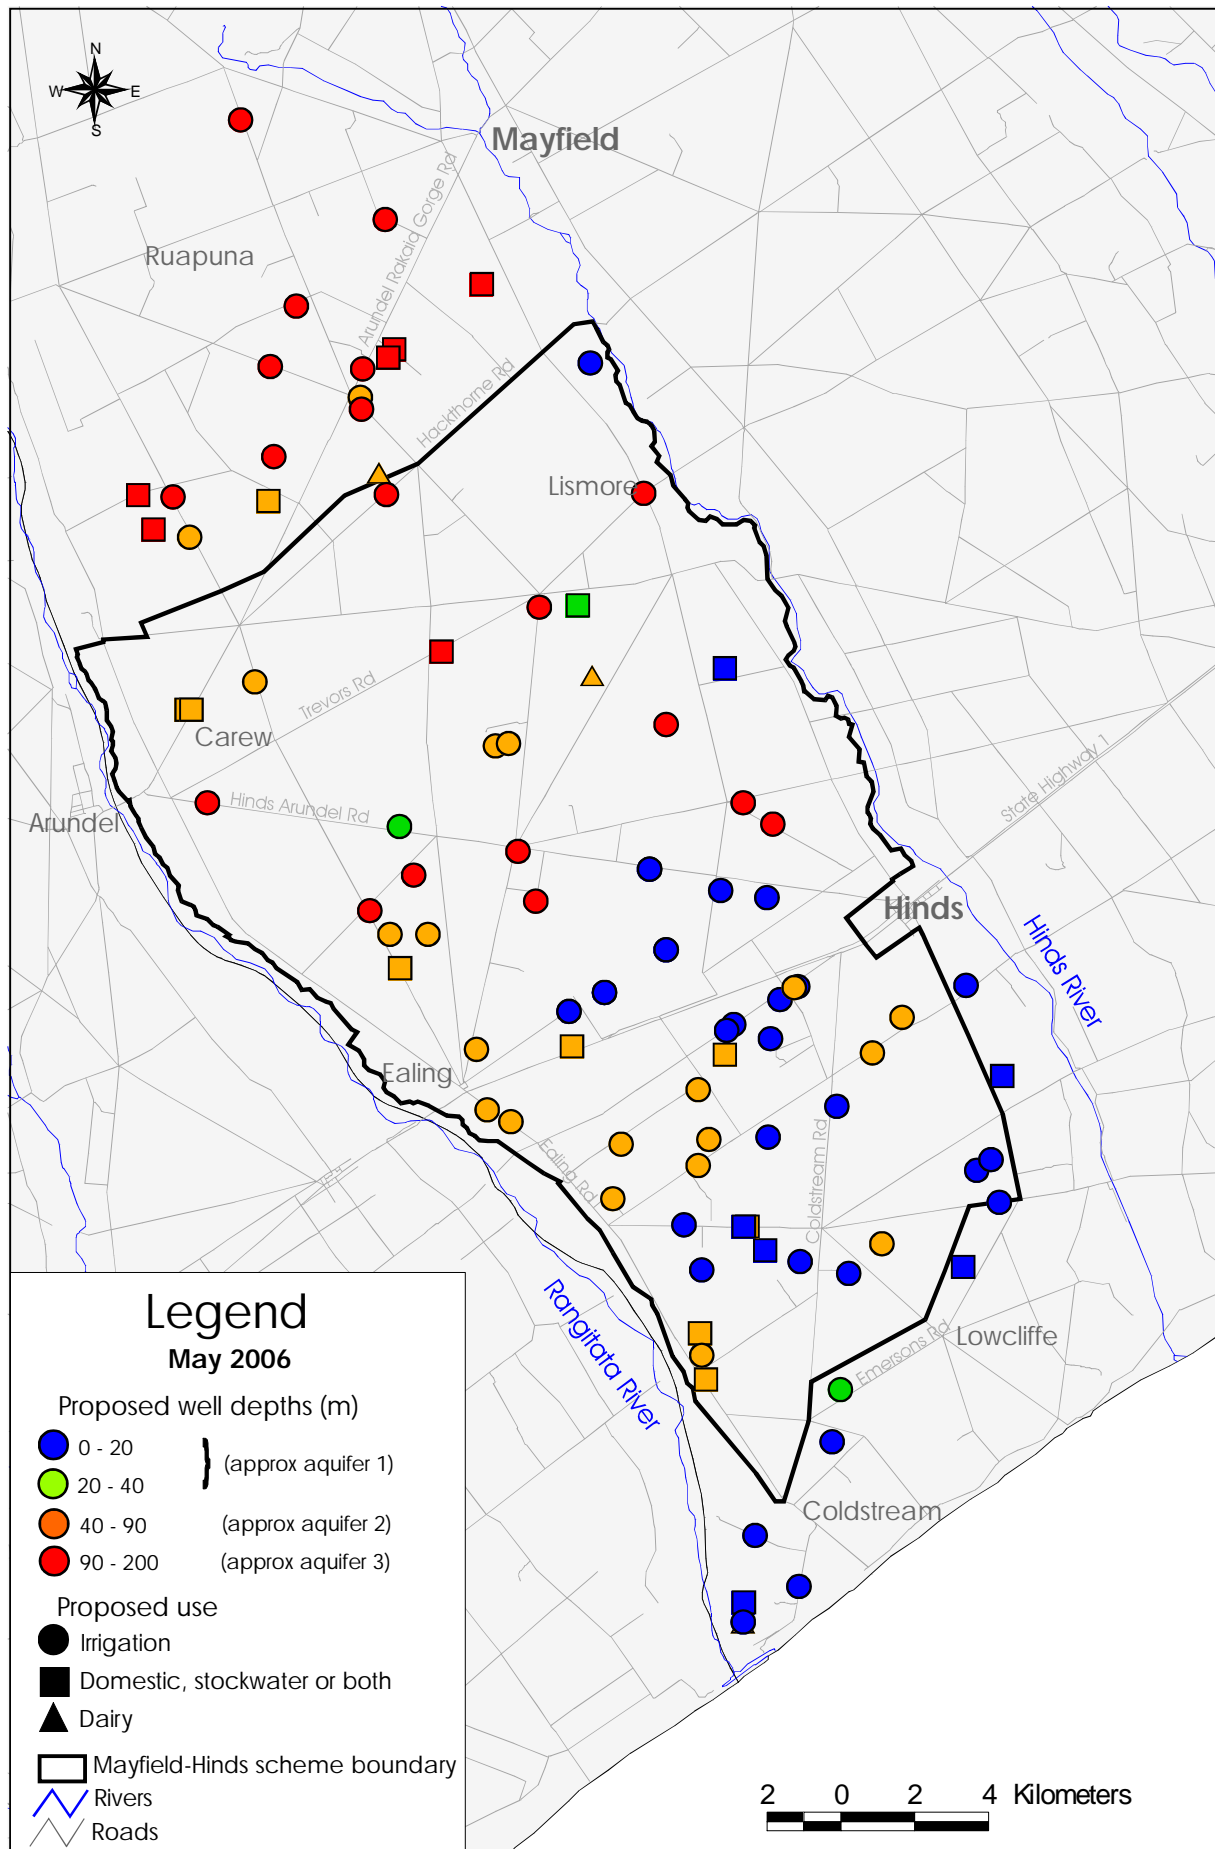 N
W E
S
Mayfield
Arundel Rakaia Gorge Rd
Ruapuna
Hackthorne Rd
Lismore
Trevors Rd
Carew
State Highway 1
Hinds Arundel Rd
Arundel
Hinds
Hinds River
Ealing
Ealing Rd
Coldstream Rd
Rangitata River
Lowcliffe
Emersons Rd
Coldstream
Legend
May 2006
Proposed well depths (m)
0 - 20
} (approx aquifer 1)
20 - 40
40 - 90 (approx aquifer 2)
90 - 200 (approx aquifer 3)
Proposed use
Irrigation
Domestic, stockwater or both
Dairy
Mayfield-Hinds scheme boundary
Rivers
Roads
2 0 2 4 Kilometers